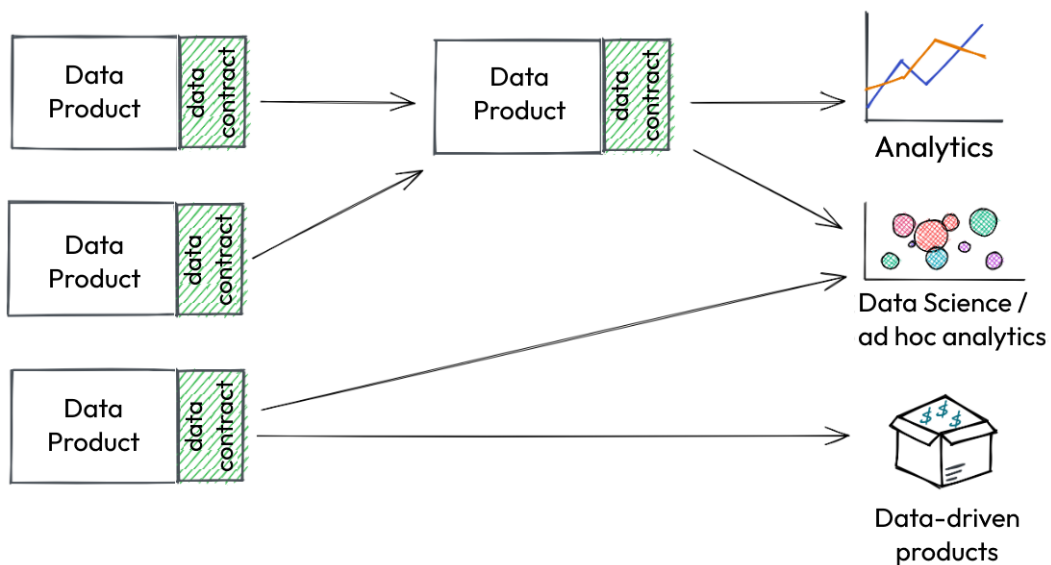 Data
Product
data
contract
Data
Product
data
contract
Analytics
Data
Product
data
contract
Data Science /
ad hoc analytics
Data
Product
data
contract
$ $ $
Data-driven
products